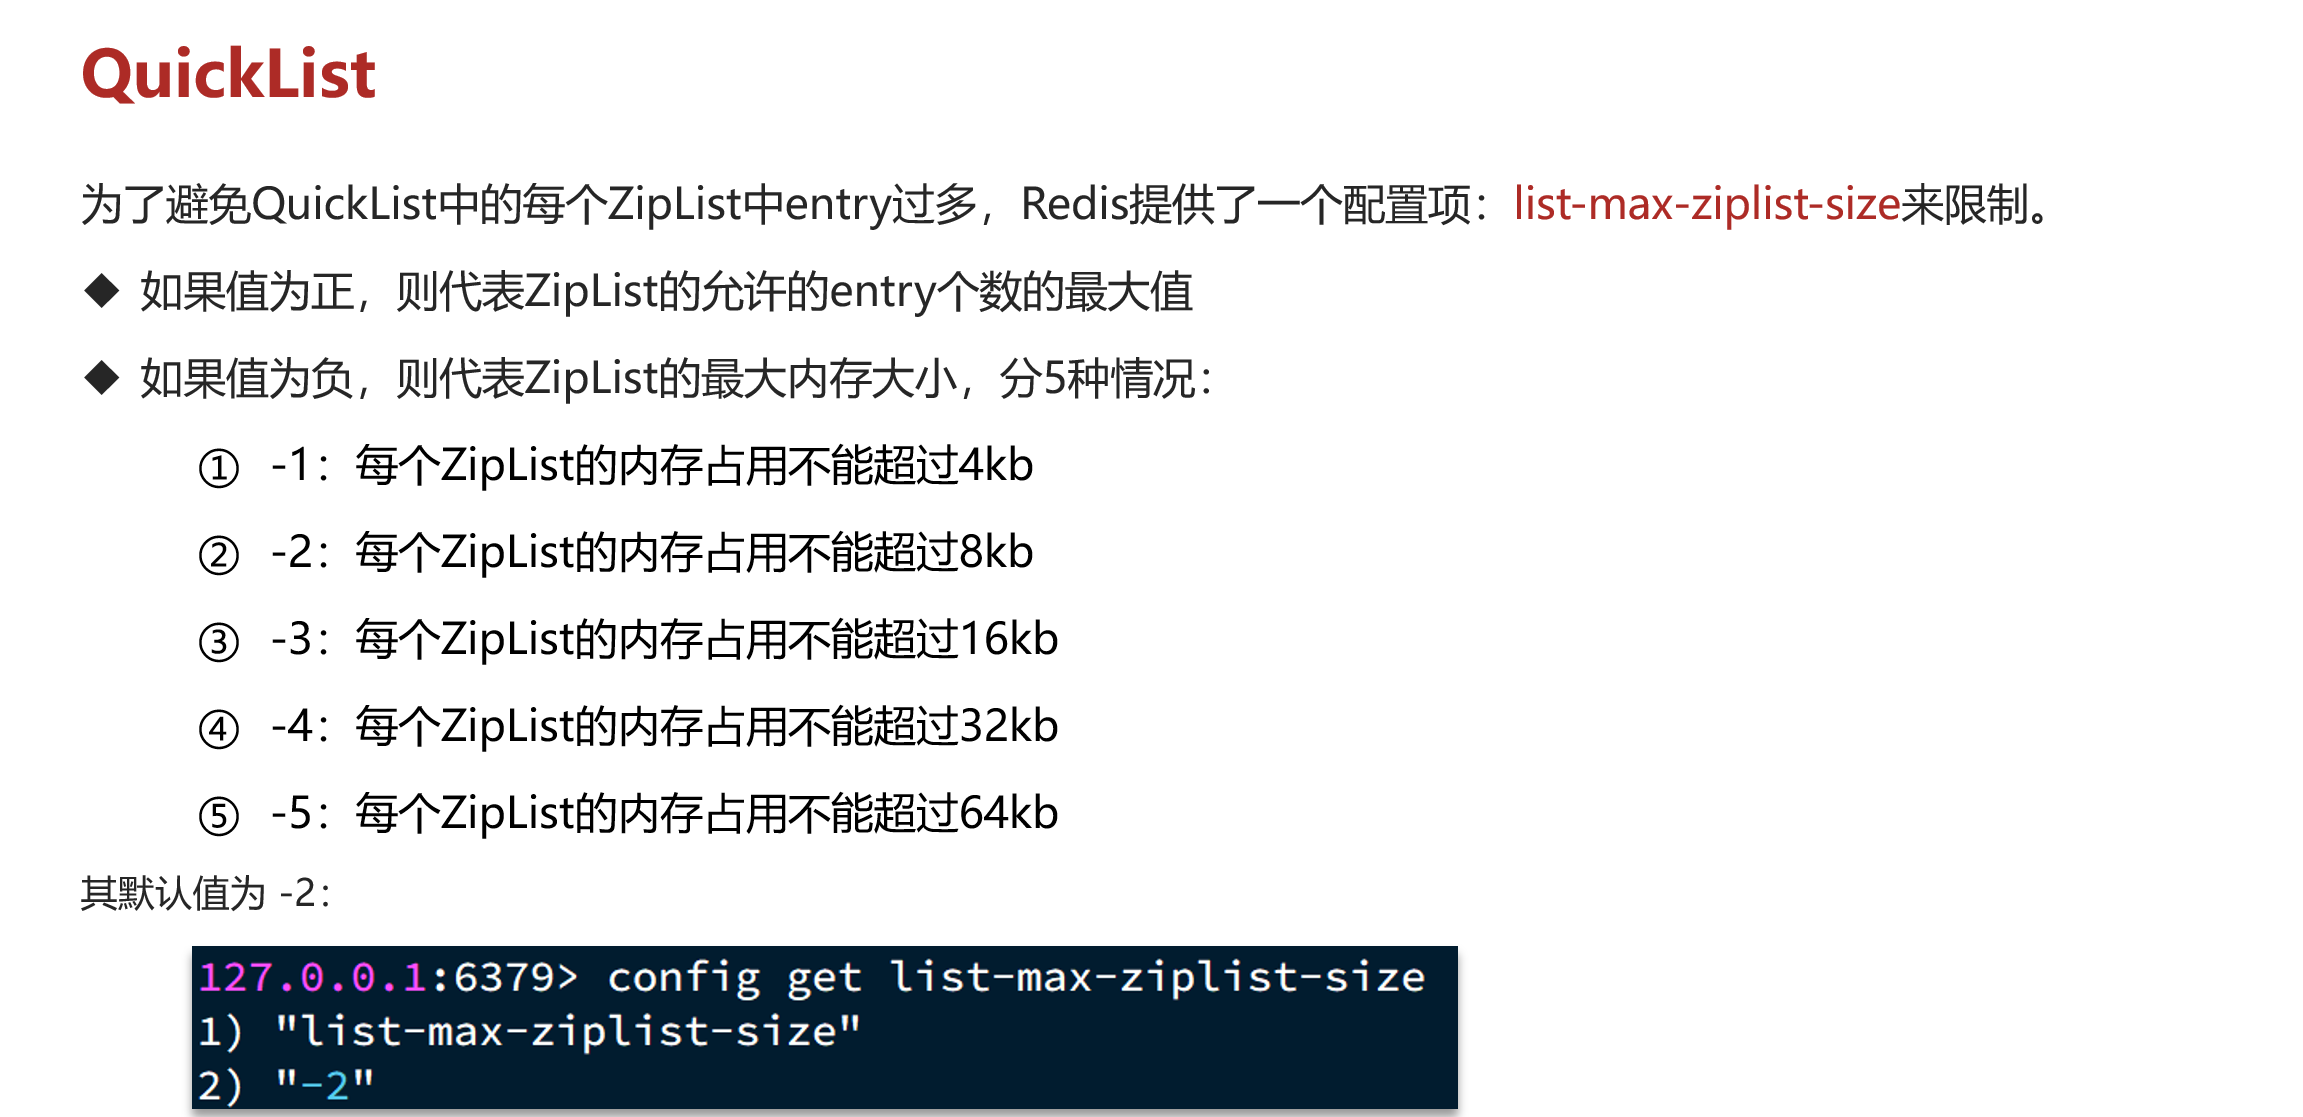 QuickList
为了避免QuickList中的每个ZipList中entry过多，Redis提供了一个配置项：list-max-ziplist-size来限制。
◆ 如果值为正，则代表ZipList的允许的entry个数的最大值
◆ 如果值为负，则代表ZipList的最大内存大小，分5种情况：
① -1：每个ZipList的内存占用不能超过4kb
② -2：每个ZipList的内存占用不能超过8kb
③ -3：每个ZipList的内存占用不能超过16kb
④ -4：每个ZipList的内存占用不能超过32kb
⑤ -5：每个ZipList的内存占用不能超过64kb
其默认值为 -2：
127.0.0.1:6379> config get list-max-ziplist-size
1) "list-max-ziplist-size"
2) "-2"